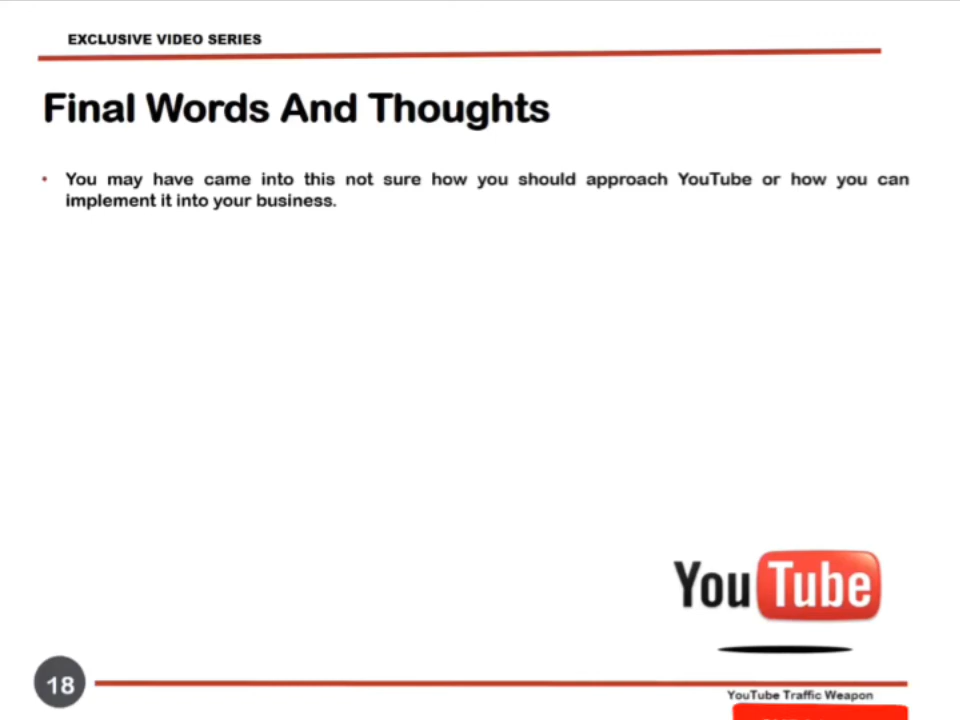 EXCLUSIVE VIDEO SERIES
Final Words And Thoughts
• You may have came into this not sure how you should approach YouTube or how you can
implement it into your business.
YouTube
18
YouTube Traffic Weapon